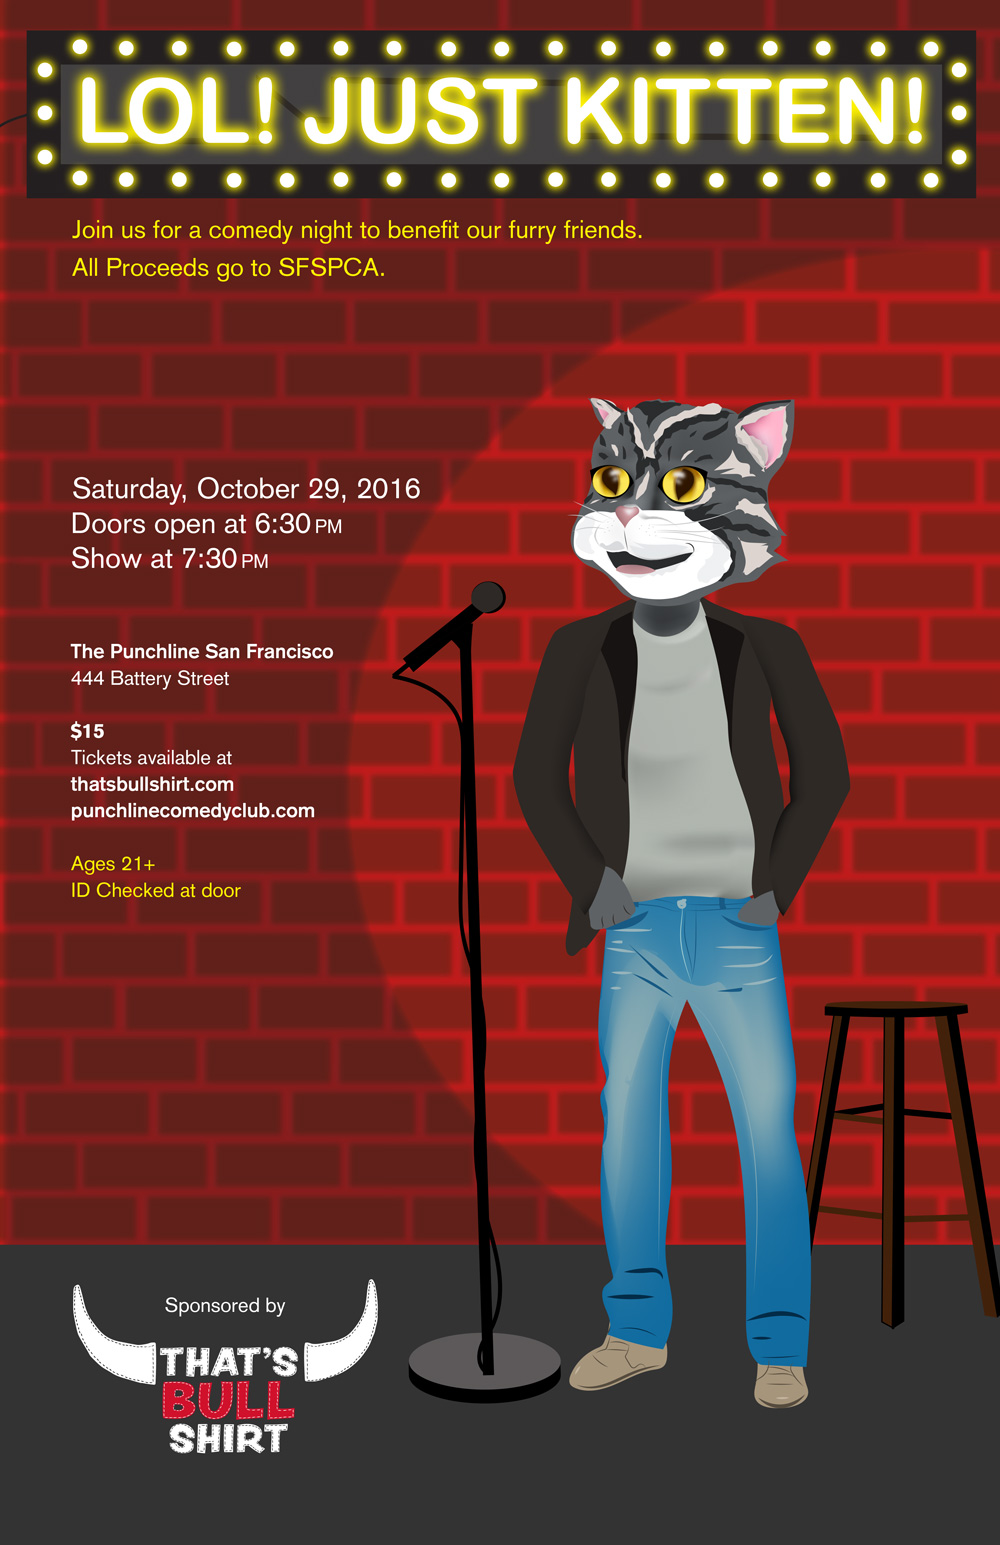 LOL! JUST KITTEN!
Join us for a comedy night to benefit our furry friends.
All Proceeds go to SFSPCA.
Saturday, October 29, 2016
Doors open at 6:30 PM
Show at 7:30 PM
The Punchline San Francisco
444 Battery Street
$15
Tickets available at
thatsbullshirt.com
punchlinecomedyclub.com
Ages 21+
ID Checked at door
Sponsored by
THAT'S
BULL
SHIRT